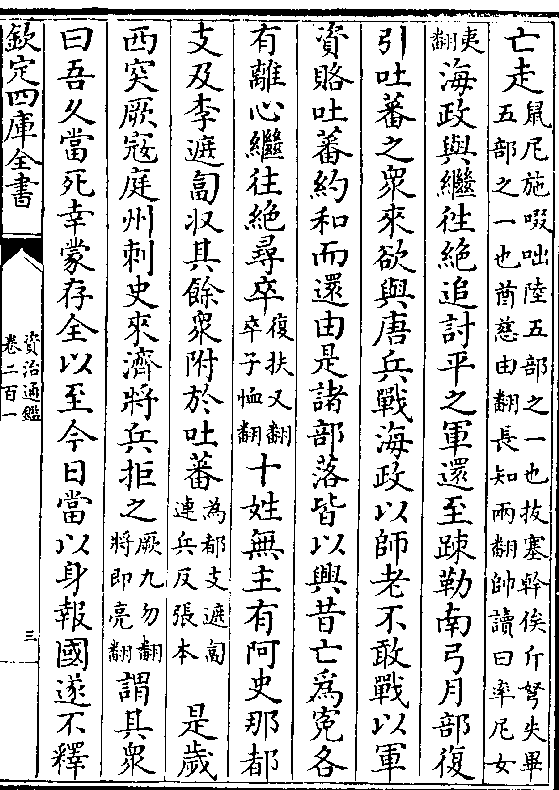 亡走鼠尼施啜咄陸五部之一也拔塞幹俟斤弩失畢
五部之一也酋慈由翻長知兩翻帥讀曰率尼女
夷翻海政與繼往絶追討平之軍還至踈勒南弓月部復
引吐蕃之衆來欲與唐兵戰海政以師老不敢戰以軍
資賂吐蕃約和而還由是諸部落皆以興昔亡爲寃各
有離心繼往絶尋卒復扶又翻卒子恤翻十姓無主有阿史那都
支及李遮匐収其餘衆附於吐蕃為都支遮匐連兵反張本 是歲
西突厥寇庭州刺史來濟將兵拒之厥九勿翻將即亮翻謂其衆
曰吾久當死幸蒙存全以至今日當以身報國遂不釋
欽定四庫全書
資治通鑑
卷二百一
三